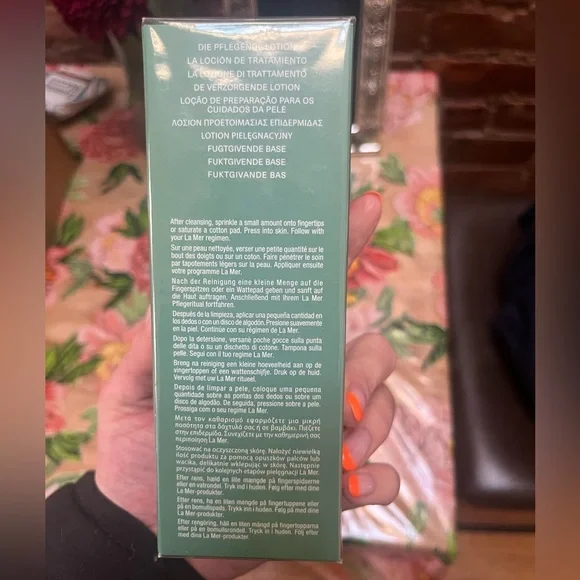 DIE PFLEGENDE LOTION
LA LOCIÓN DE TRATAMIENTO
LA LOZIONE DI TRATTAMENTO
DE VERZORGENDE LOTION
LOÇÃO DE PREPARAÇÃO PARA OS
CUIDADOS DA PELE
ΛΟΣΙΟΝ ΠΡΟΕΤΟΙΜΑΣΙΑΣ ΕΠΙΔΕΡΜΙΔΑΣ
LOTION PIELĘGNACYJNY
FUGTGIVENDE BASE
FUKTGIVENDE BASE
FUKTGIVANDE BAS
After cleansing, sprinkle a small amount onto fingertips
or saturate a cotton pad. Press into skin. Follow with
your La Mer regimen.
Sur une peau nettoyée, verser une petite quantité sur le
bout des doigts ou sur un coton. Faire pénétrer le soin
par tapotements légers sur la peau. Appliquer ensuite
votre programme La Mer.
Nach der Reinigung eine kleine Menge auf die
Fingerspitzen oder ein Wattepad geben und sanft auf
die Haut auftragen. Anschließend mit Ihrem La Mer
Pflegeritual fortfahren.
Después de la limpieza, aplicar una pequeña cantidad en
los dedos o con un disco de algodón. Presione suavemente
en la piel. Continúe con su régimen de La Mer.
Dopo la detersione, versane poche gocce sulla punta
delle dita o su un dischetto di cotone. Tampona sulla
pelle. Segui con il tuo regime La Mer.
Breng na reiniging een kleine hoeveelheid aan op de
vingertoppen of een wattenschijfje. Druk op de huid.
Vervolg met uw La Mer ritueel.
Depois de limpar a pele, coloque uma pequena
quantidade sobre as pontas dos dedos ou sobre um
disco de algodão. De seguida, pressione sobre a pele.
Prossiga com o seu regime La Mer.
Μετά τον καθαρισμό εφαρμόζετε μια μικρή
ποσότητα στα δάχτυλά σας ή σε βαμβάκι. Πιέζετε
στην επιδερμίδα. Συνεχίζετε με την καθημερινή σας
περιποίηση La Mer.
Stosować na oczyszczoną skórę. Nałożyć niewielką
ilość produktu za pomocą opuszków palców lub
wacika, delikatnie wklepując w skórę. Następnie
przystąpić do kolejnych etapów pielęgnacji La Mer.
Efter rens, hæld en lille mængde på fingerspidserne
eller en vatrondel. Tryk ind i huden. Følg efter med dine
La Mer-produkter.
Etter rens, ha en liten mengde på fingertuppene eller
på en bomullspad. Trykk inn i huden. Følg opp med dine
La Mer-produkter.
Efter rengöring, häll en liten mängd på fingertopparna
eller på en bomullsrondell. Tryck in i huden. Följ efter
med dina La Mer-produkter.